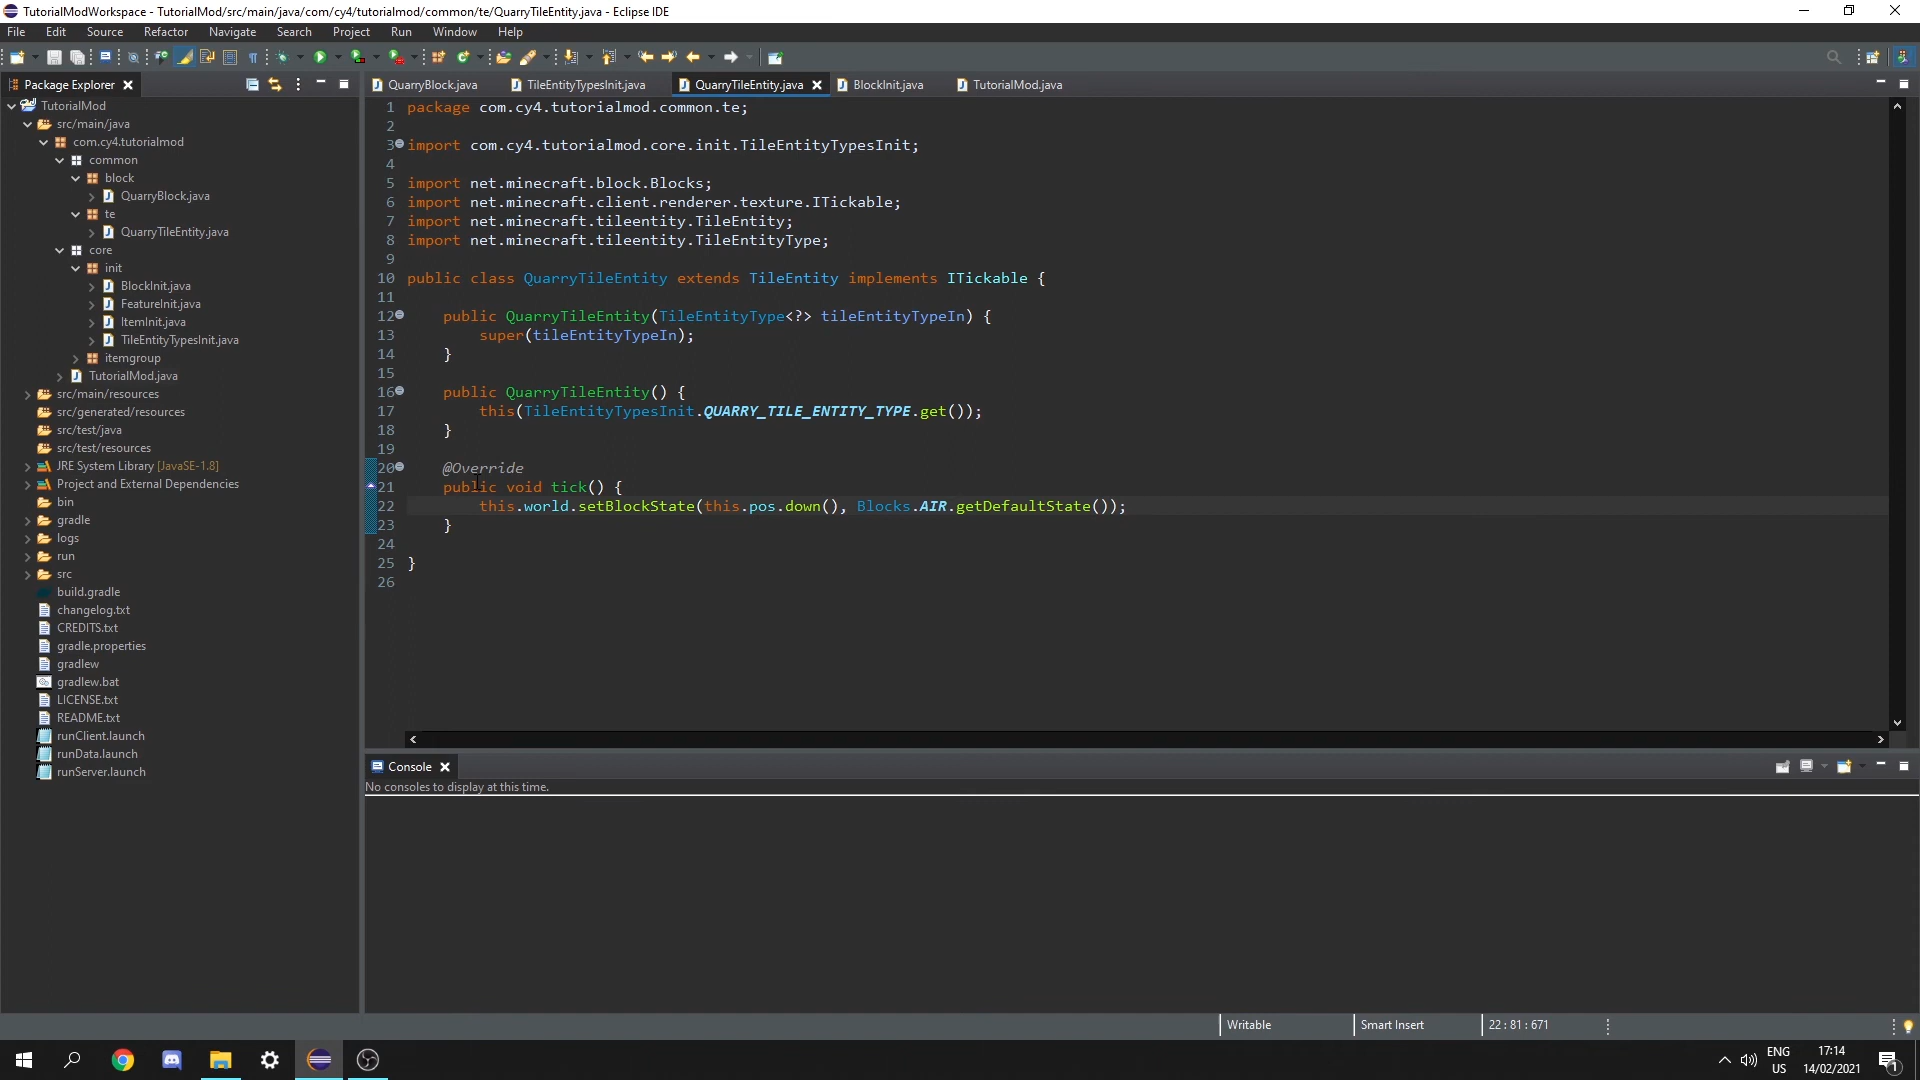 TutorialModWorkspace - TutorialMod/src/main/java/com/cy4/tutorialmod/common/te/QuarryTileEntity.java - Eclipse IDE
File Edit Source Refactor Navigate Search Project Run Window Help
Package Explorer
QuarryBlock.java TileEntityTypesInit.java QuarryTileEntity.java BlockInit.java TutorialMod.java
TutorialMod
src/main/java
com.cy4.tutorialmod
common
block
QuarryBlock.java
te
QuarryTileEntity.java
core
init
BlockInit.java
FeatureInit.java
ItemInit.java
TileEntityTypesInit.java
itemgroup
TutorialMod.java
src/main/resources
src/generated/resources
src/test/java
src/test/resources
JRE System Library [JavaSE-1.8]
Project and External Dependencies
bin
gradle
logs
run
src
build.gradle
changelog.txt
CREDITS.txt
gradle.properties
gradlew
gradlew.bat
LICENSE.txt
README.txt
runClient.launch
runData.launch
runServer.launch
1 package com.cy4.tutorialmod.common.te;
2
3 import com.cy4.tutorialmod.core.init.TileEntityTypesInit;
4
5 import net.minecraft.block.Blocks;
6 import net.minecraft.client.renderer.texture.ITickable;
7 import net.minecraft.tileentity.TileEntity;
8 import net.minecraft.tileentity.TileEntityType;
9
10 public class QuarryTileEntity extends TileEntity implements ITickable {
11
12 public QuarryTileEntity(TileEntityType<?> tileEntityTypeIn) {
13 super(tileEntityTypeIn);
14 }
15
16 public QuarryTileEntity() {
17 this(TileEntityTypesInit.QUARRY_TILE_ENTITY_TYPE.get());
18 }
19
20 @Override
21 public void tick() {
22 this.world.setBlockState(this.pos.down(), Blocks.AIR.getDefaultState());
23 }
24
25 }
26
Console
No consoles to display at this time.
Writable Smart Insert 22 : 81 : 671
ENG
US
17:14
14/02/2021
1